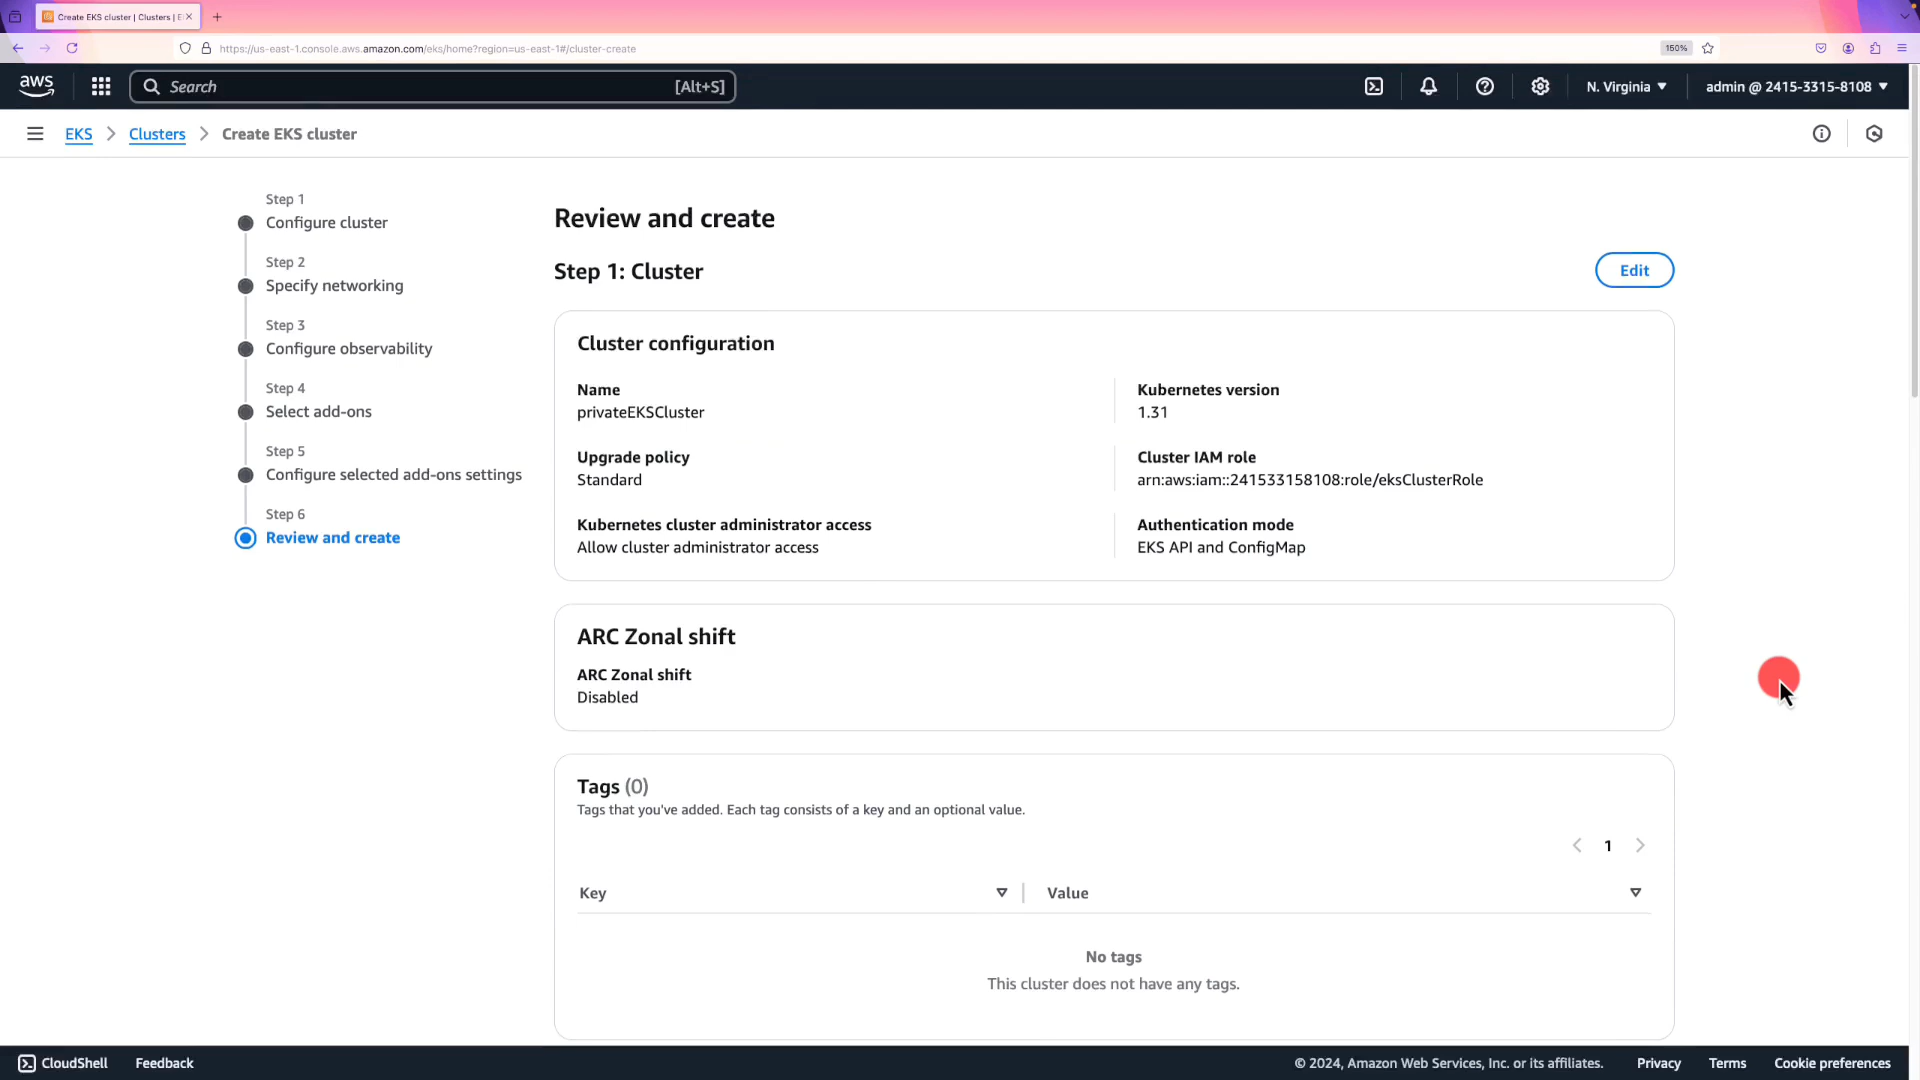 Create EKS cluster | Clusters | E
https://us-east-1.console.aws.amazon.com/eks/home?region=us-east-1#/cluster-create
150%
aws
Search
[Alt+S]
N. Virginia
admin @ 2415-3315-8108
EKS
Clusters
Create EKS cluster
Step 1
Configure cluster
Step 2
Specify networking
Step 3
Configure observability
Step 4
Select add-ons
Step 5
Configure selected add-ons settings
Step 6
Review and create
Review and create
Step 1: Cluster
Edit
Cluster configuration
Name
privateEKSCluster
Kubernetes version
1.31
Upgrade policy
Standard
Cluster IAM role
arn:aws:iam::241533158108:role/eksClusterRole
Kubernetes cluster administrator access
Allow cluster administrator access
Authentication mode
EKS API and ConfigMap
ARC Zonal shift
ARC Zonal shift
Disabled
Tags (0)
Tags that you've added. Each tag consists of a key and an optional value.
1
Key
Value
No tags
This cluster does not have any tags.
CloudShell
Feedback
© 2024, Amazon Web Services, Inc. or its affiliates.
Privacy
Terms
Cookie preferences